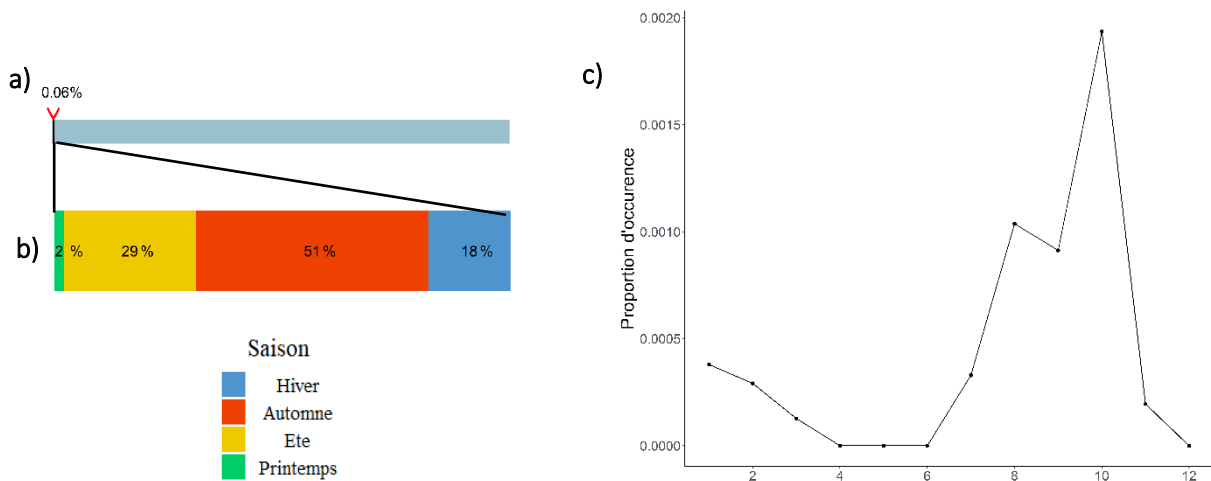 a)
0.06%
b)
2 %
29 %
51 %
18 %
Saison
Hiver
Automne
Ete
Printemps
c)
Proportion d'occurence
0.0020
0.0015
0.0010
0.0005
0.0000
2 4 6 8 10 12